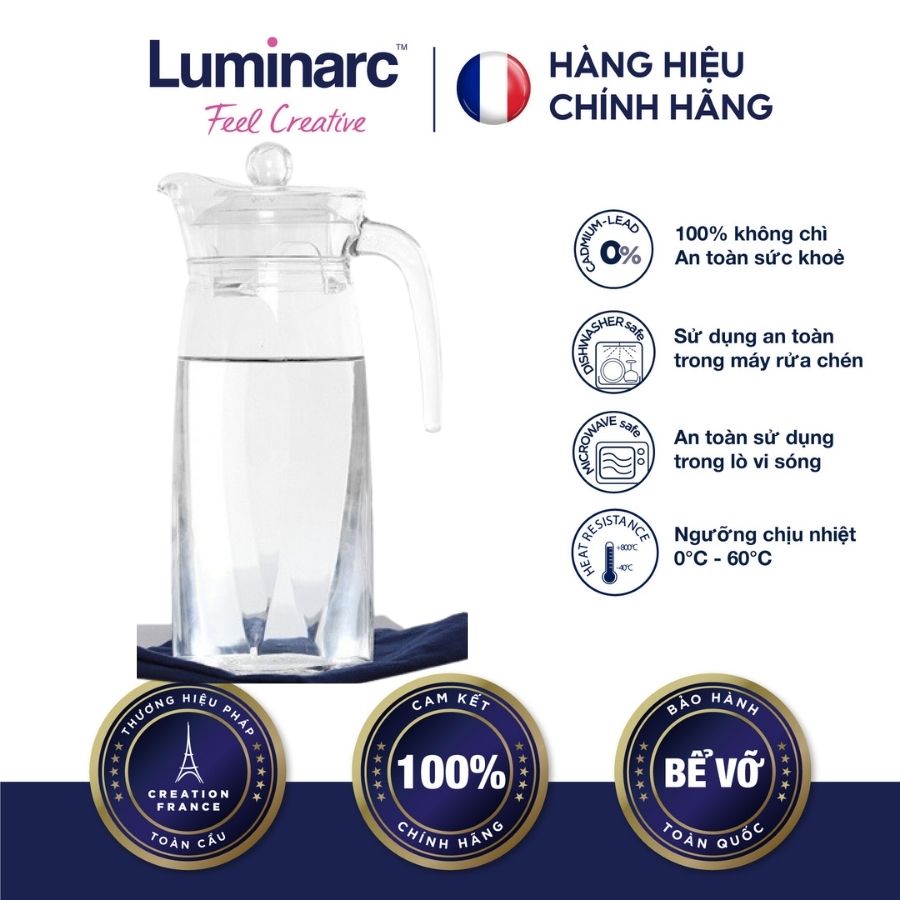 Luminarc™
Feel Creative
HÀNG HIỆU
CHÍNH HÃNG
CADMIUM-LEAD
0%
100% không chì
An toàn sức khoẻ
DISHWASHER safe
Sử dụng an toàn
trong máy rửa chén
MICROWAVE safe
An toàn sử dụng
trong lò vi sóng
HEAT RESISTANCE
+800°C
-40°C
Ngưỡng chịu nhiệt
0°C - 60°C
THƯƠNG HIỆU PHÁP
CREATION
FRANCE
TOÀN CẦU
CAM KẾT
100%
CHÍNH HÃNG
BẢO HÀNH
BỂ VỠ
TOÀN QUỐC